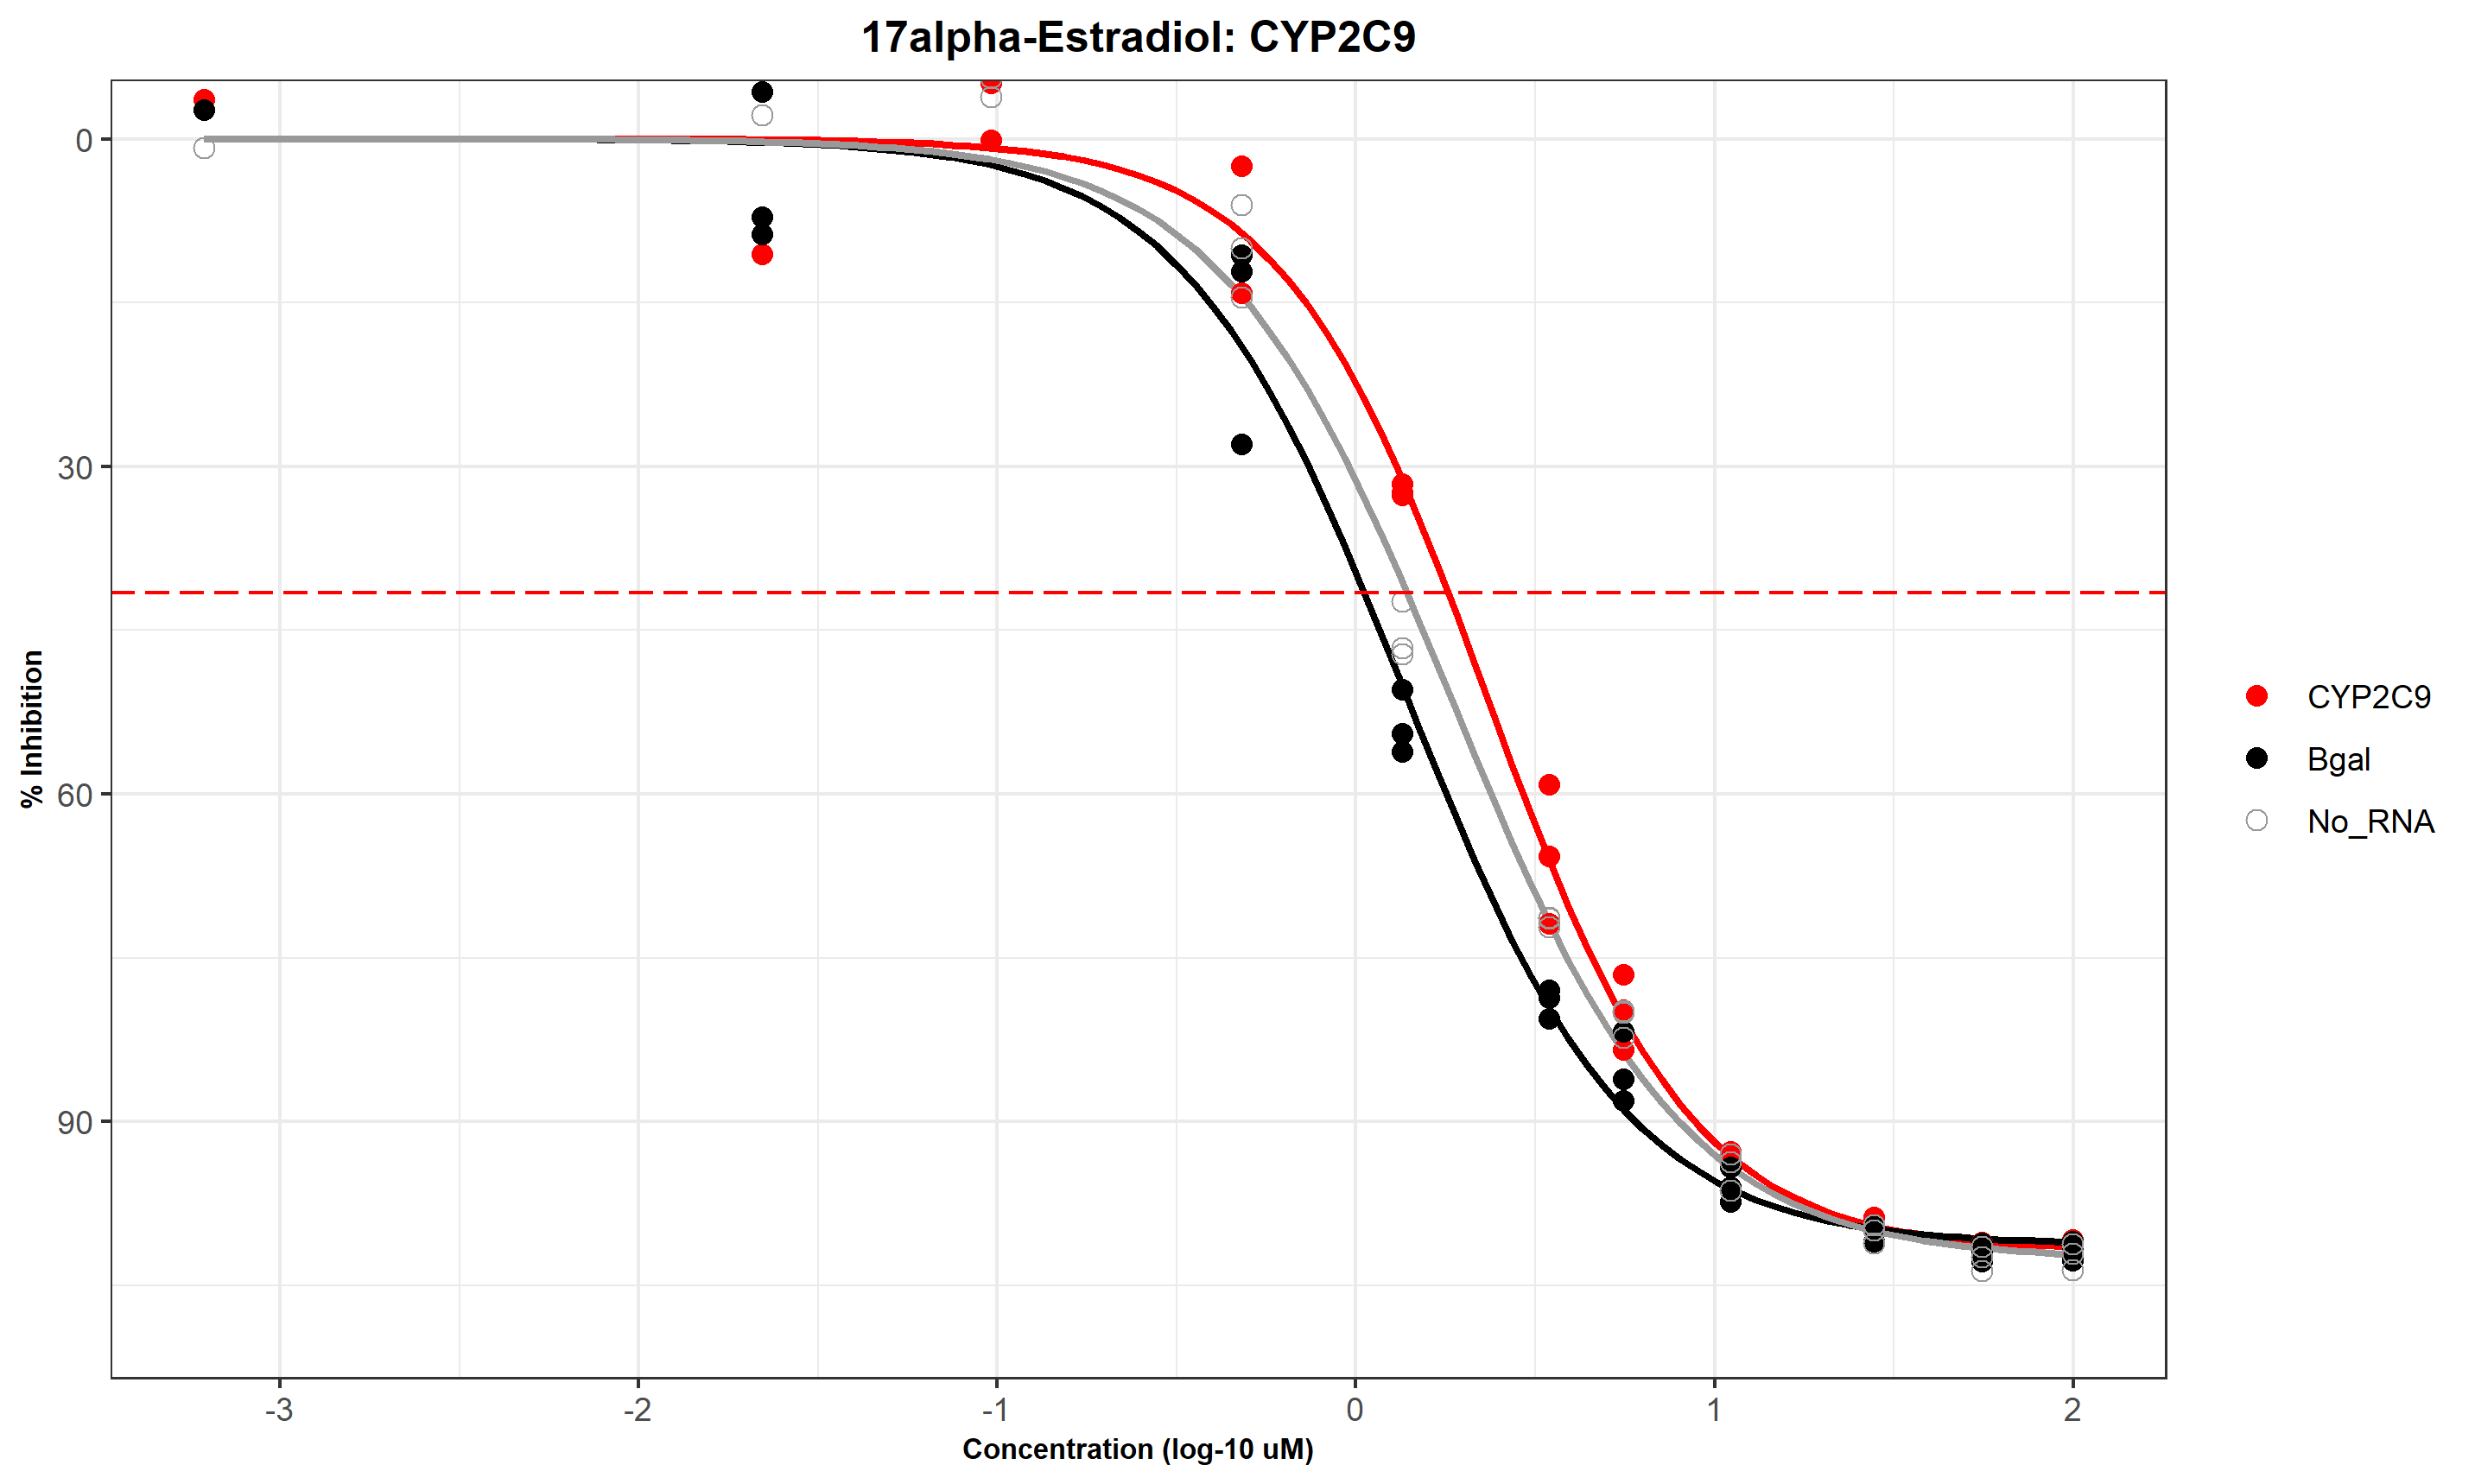 17alpha-Estradiol: CYP2C9
% Inhibition
0
30
60
90
-3
-2
-1
0
1
2
Concentration (log-10 uM)
CYP2C9
Bgal
No_RNA